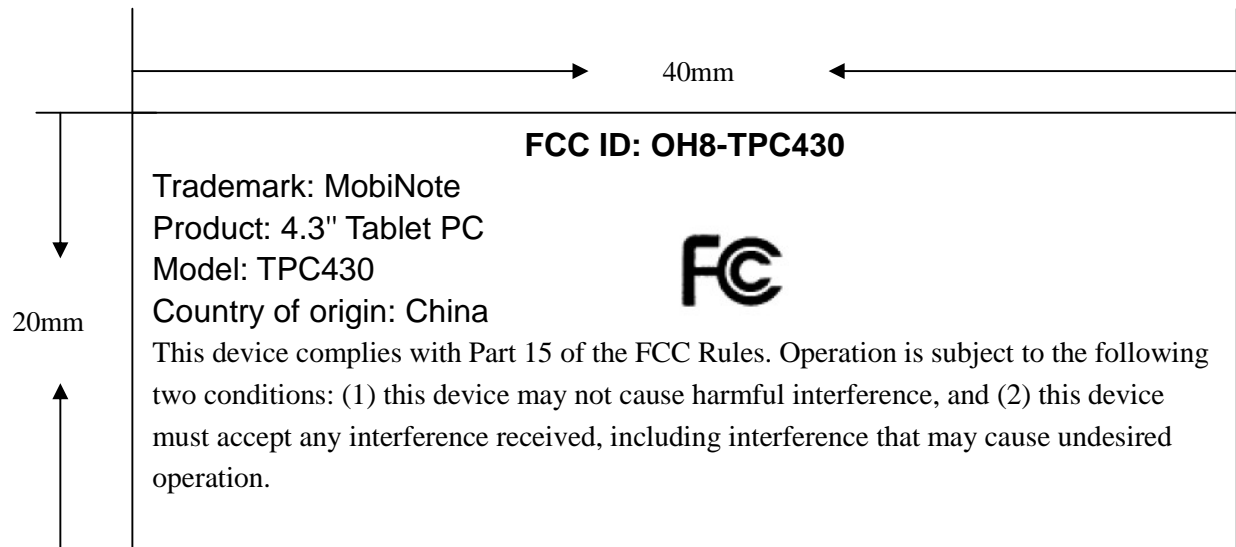 40mm
FCC ID: OH8-TPC430
Trademark: MobiNote
Product: 4.3" Tablet PC
Model: TPC430
FC
Country of origin: China
20mm
This device complies with Part 15 of the FCC Rules. Operation is subject to the following
two conditions: (1) this device may not cause harmful interference, and (2) this device
must accept any interference received, including interference that may cause undesired
operation.